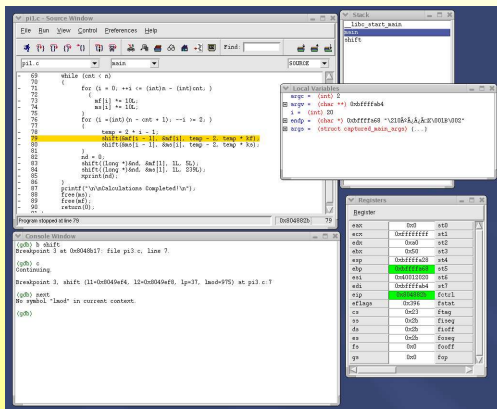 pi1.c - Source Window
File Run View Control Preferences Help
Find:
pi1.c main SOURCE
69 while (cnt < n)
70 {
71 for (i = 0; ++i <= (int)n - (int)cnt; )
72 {
73 mf[i] *= 10L;
74 ms[i] *= 10L;
75 }
76 for (i =(int)(n - cnt + 1); --i >= 2; )
77 {
78 temp = 2 * i - 1;
79 shift(&mf[i - 1], &mf[i], temp - 2, temp * kf);
80 shift(&ms[i - 1], &ms[i], temp - 2, temp * ks);
81 }
82 nd = 0;
83 shift((long *)&nd, &mf[1], 1L, 5L);
84 shift((long *)&nd, &ms[1], 1L, 239L);
85 xprint(nd);
86 }
87 printf("\n\nCalculations Completed!\n");
88 free(ms);
89 free(mf);
90 return(0);
Program stopped at line 79 0x804882b 79
Stack
__libc_start_main
main
shift
Local Variables
argc = (int) 2
argv = (char **) 0xbffffab4
i = (int) 20
args = (struct captured_main_args) {...}
Console Window
(gdb) b shift
Breakpoint 3 at 0x8048b17: file pi3.c, line 7.
(gdb) c
Continuing.
Breakpoint 3, shift (l1=0x8049ef4, l2=0x8049ef8, lp=37, lmod=975) at pi3.c:7
(gdb) next
No symbol "lmod" in current context.
(gdb)
Registers
Register
eax 0x0 st0
ecx 0xffffffff st1
edx 0xa0 st2
ebx 0x50 st3
esp 0xbffffa28 st4
ebp 0xbffffa68 st5
esi 0x40012020 st6
edi 0xbffffab4 st7
eip 0x804882b fctrl
eflags 0x396 fstat
cs 0x23 ftag
ss 0x2b fiseg
ds 0x2b fioff
es 0x2b foseg
fs 0x0 fooff
gs 0x0 fop